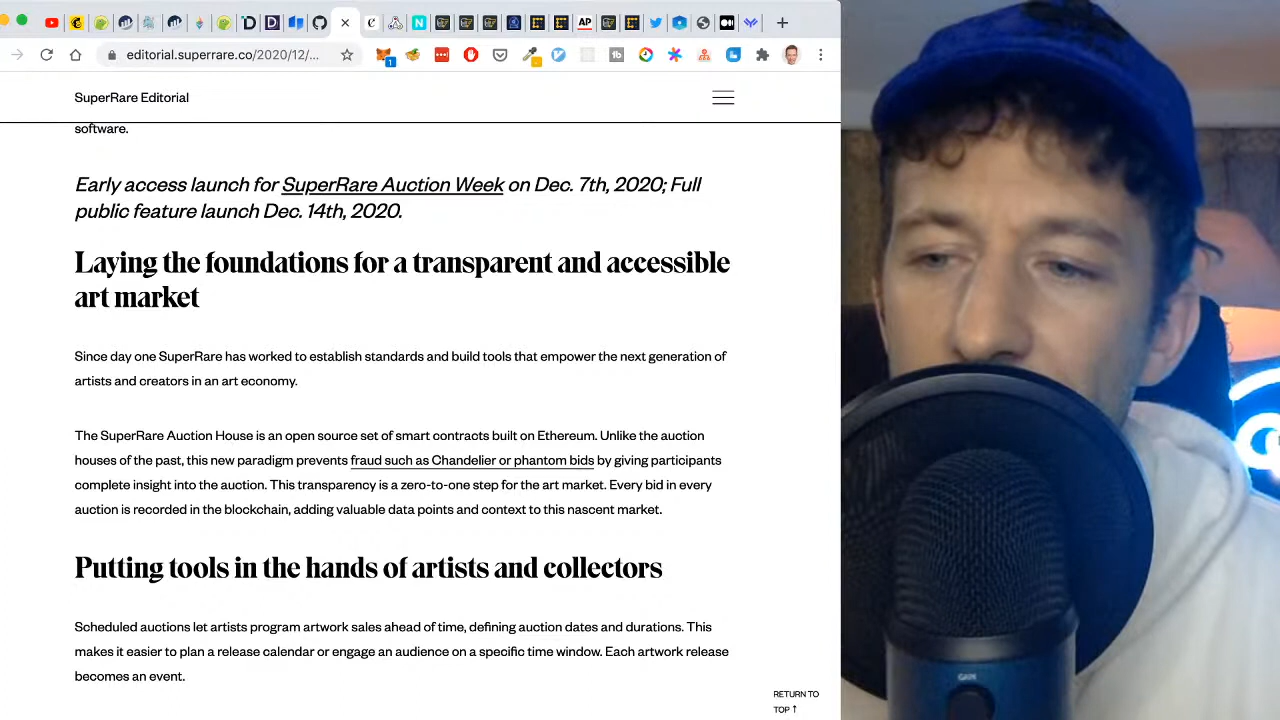 editorial.superrare.co/2020/12/...
SuperRare Editorial
software.
Early access launch for SuperRare Auction Week on Dec. 7th, 2020; Full
public feature launch Dec. 14th, 2020.
Laying the foundations for a transparent and accessible
art market
Since day one SuperRare has worked to establish standards and build tools that empower the next generation of
artists and creators in an art economy.
The SuperRare Auction House is an open source set of smart contracts built on Ethereum. Unlike the auction
houses of the past, this new paradigm prevents fraud such as Chandelier or phantom bids by giving participants
complete insight into the auction. This transparency is a zero-to-one step for the art market. Every bid in every
auction is recorded in the blockchain, adding valuable data points and context to this nascent market.
Putting tools in the hands of artists and collectors
Scheduled auctions let artists program artwork sales ahead of time, defining auction dates and durations. This
makes it easier to plan a release calendar or engage an audience on a specific time window. Each artwork release
becomes an event.
RETURN TO
TOP ↑
GAIN